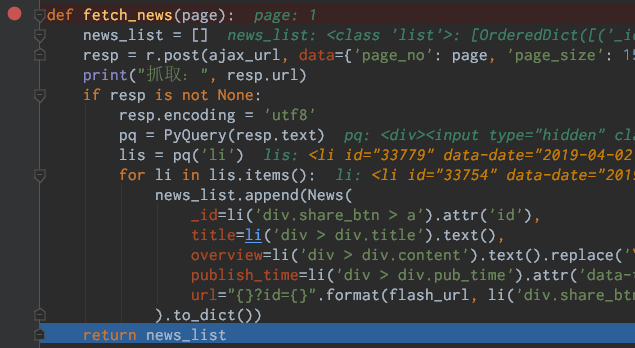 def fetch_news(page):  page: 1
news_list = []  news_list: <class 'list'>: [OrderedDict([('_id
resp = r.post(ajax_url, data={'page_no': page, 'page_size': 15
print("抓取: ", resp.url)
if resp is not None:
resp.encoding = 'utf8'
pq = PyQuery(resp.text)  pq: <div><input type="hidden" cla
lis = pq('li')  lis: <li id="33779" data-date="2019-04-02
for li in lis.items():  li: <li id="33754" data-date="2019
news_list.append(News(
_id=li('div.share_btn > a').attr('id'),
title=li('div > div.title').text(),
overview=li('div > div.content').text().replace('
publish_time=li('div > div.pub_time').attr('data-
url="{}?id={}".format(flash_url, li('div.share_btn
).to_dict())
return news_list